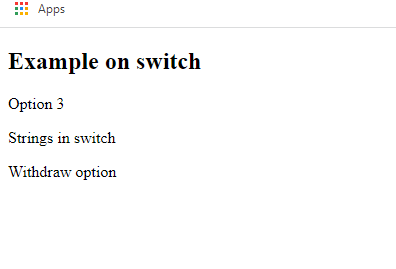 Apps
Example on switch
Option 3
Strings in switch
Withdraw option